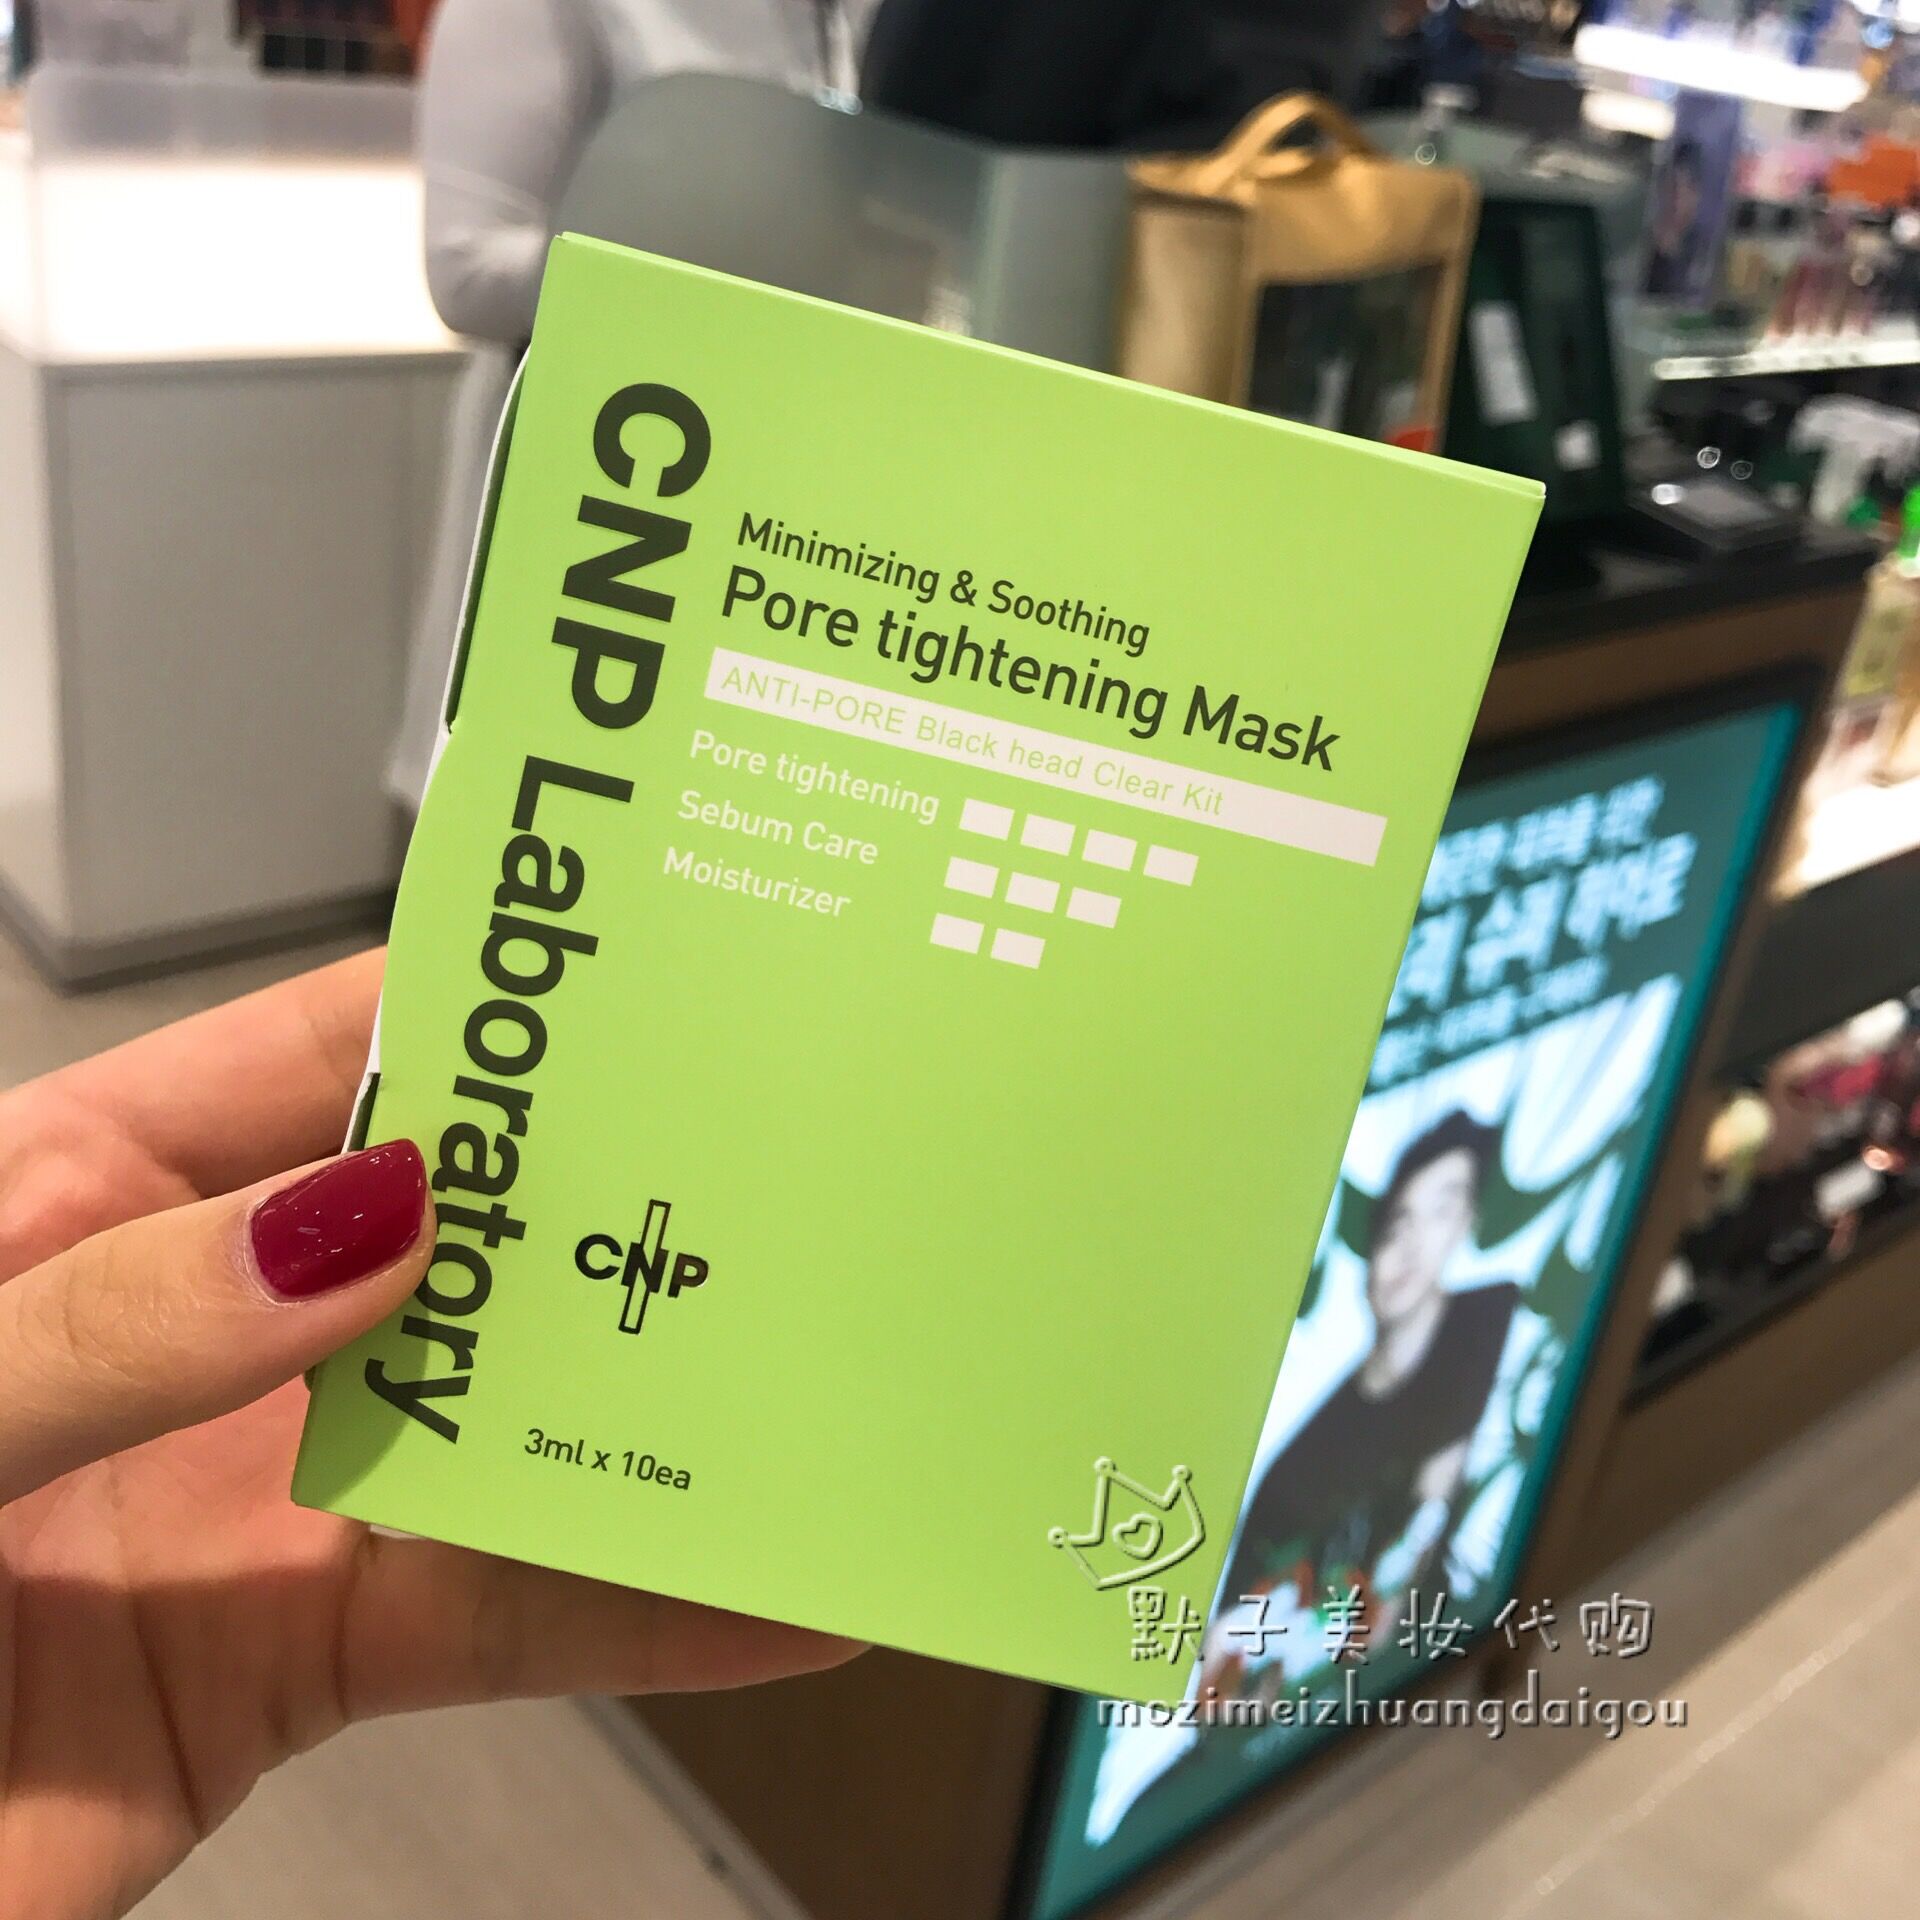 CNP Laboratory
Minimizing & Soothing
Pore tightening Mask
ANTI-PORE Black head Clear Kit
Pore tightening
Sebum Care
Moisturizer
CNP
3ml x 10ea
默子美妆代购
mozimeizhuangdaigou